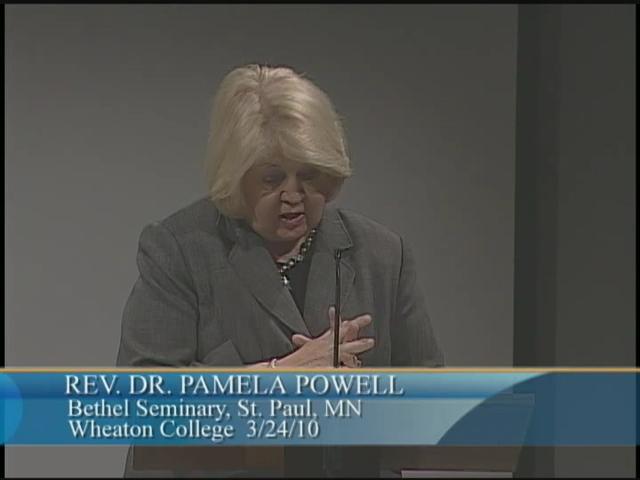 REV. DR. PAMELA POWELL
Bethel Seminary, St. Paul, MN
Wheaton College 3/24/10